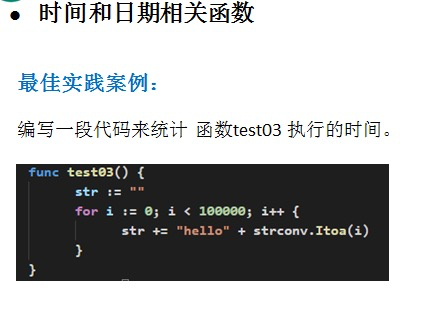 • 时间和日期相关函数
最佳实践案例：
编写一段代码来统计 函数test03 执行的时间。
func test03() {
str := ""
for i := 0; i < 100000; i++ {
str += "hello" + strconv.Itoa(i)
}
}